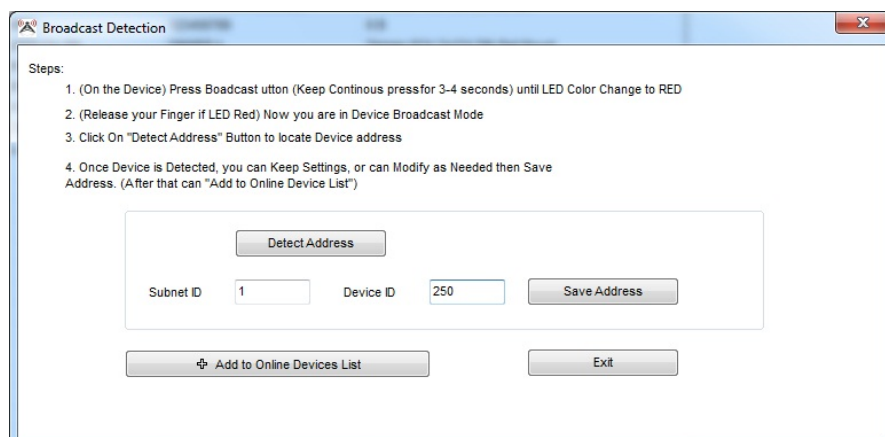 Broadcast Detection
Steps:
1. (On the Device) Press Boadcast utton (Keep Continous pressfor 3-4 seconds) until LED Color Change to RED
2. (Release your Finger if LED Red) Now you are in Device Broadcast Mode
3. Click On "Detect Address" Button to locate Device address
4. Once Device is Detected, you can Keep Settings, or can Modify as Needed then Save
Address. (After that can "Add to Online Device List")
Detect Address
Subnet ID 1 Device ID 250 Save Address
Add to Online Devices List Exit